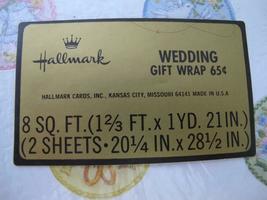 Hallmark
WEDDING
GIFT WRAP 65¢
HALLMARK CARDS, INC., KANSAS CITY, MISSOURI 64141 MADE IN U.S.A
8 SQ. FT. (1⅔ FT. x 1 YD. 21 IN.)
(2 SHEETS • 20¼ IN. x 28½ IN.)